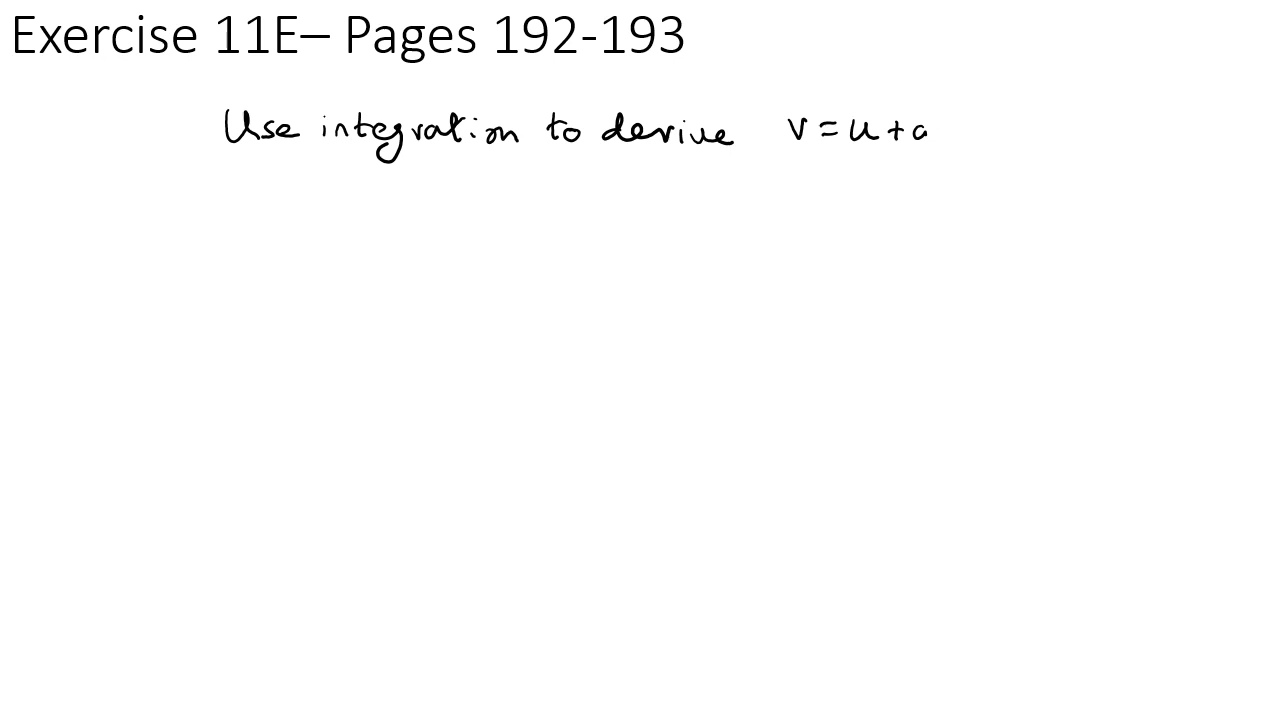 Exercise 11E– Pages 192-193
Use integration to derive v = u + a